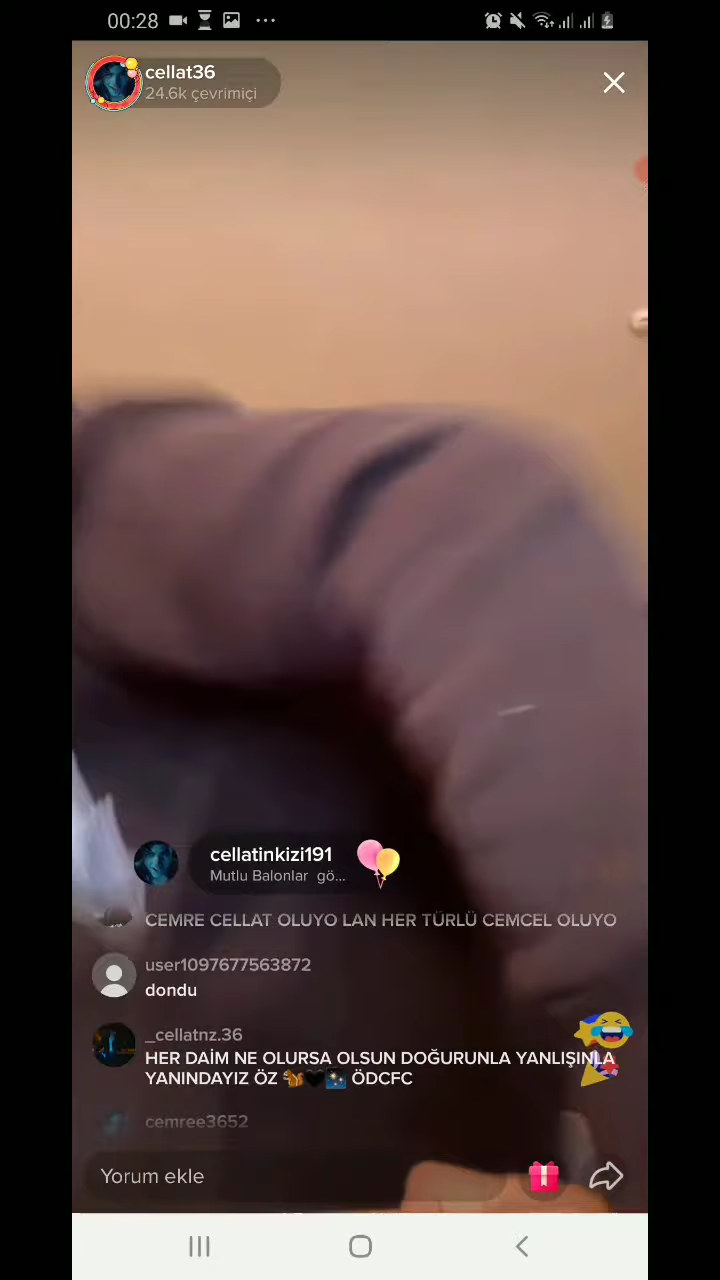 00:28
cellat36
24.6k çevrimiçi
cellatinkizi191
Mutlu Balonlar gö...
CEMRE CELLAT OLUYO LAN HER TÜRLÜ CEMCEL OLUYO
user1097677563872
dondu
_cellatnz.36
HER DAİM NE OLURSA OLSUN DOĞURUNLA YANLIŞINLA
YANINDAYIZ ÖZ 🐿️🖤🌠 ÖDCFC
cemree3652
Yorum ekle